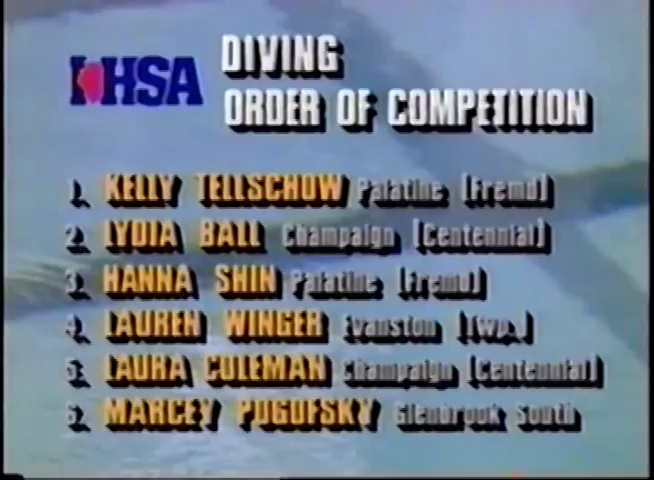 IHSA
DIVING
ORDER OF COMPETITION
1. KELLY TELLSCHOW Palatine [Fremd]
2. LYDIA BALL Champaign [Centennial]
3. HANNA SHIN Palatine [Fremd]
4. LAUREN WINGER Evanston [Twp.]
5. LAURA COLEMAN Champaign [Centennial]
6. MARCEY POGOFSKY Glenbrook South